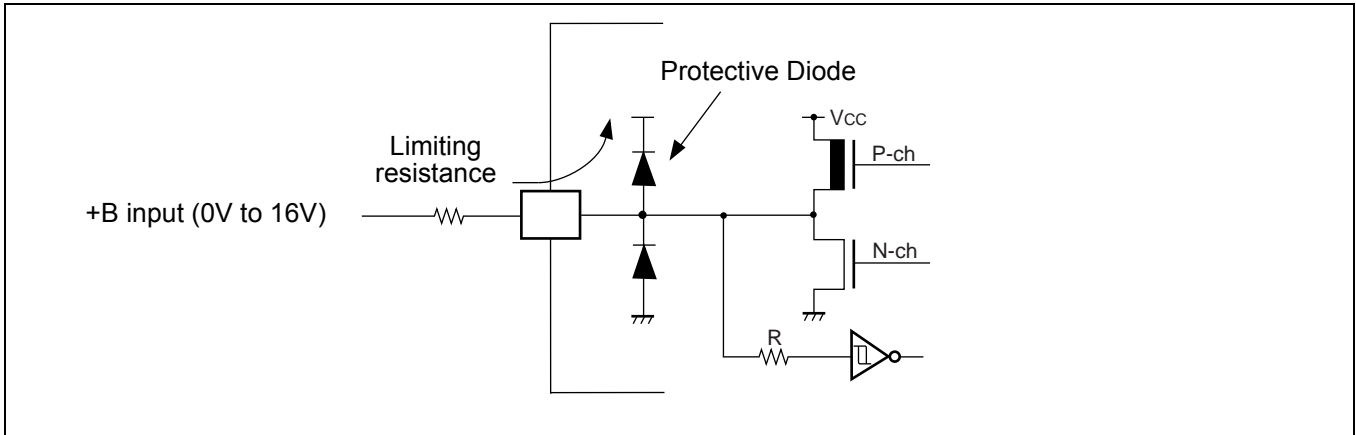 Protective Diode
Vcc
Limiting
resistance
P-ch
+B input (0V to 16V)
N-ch
R